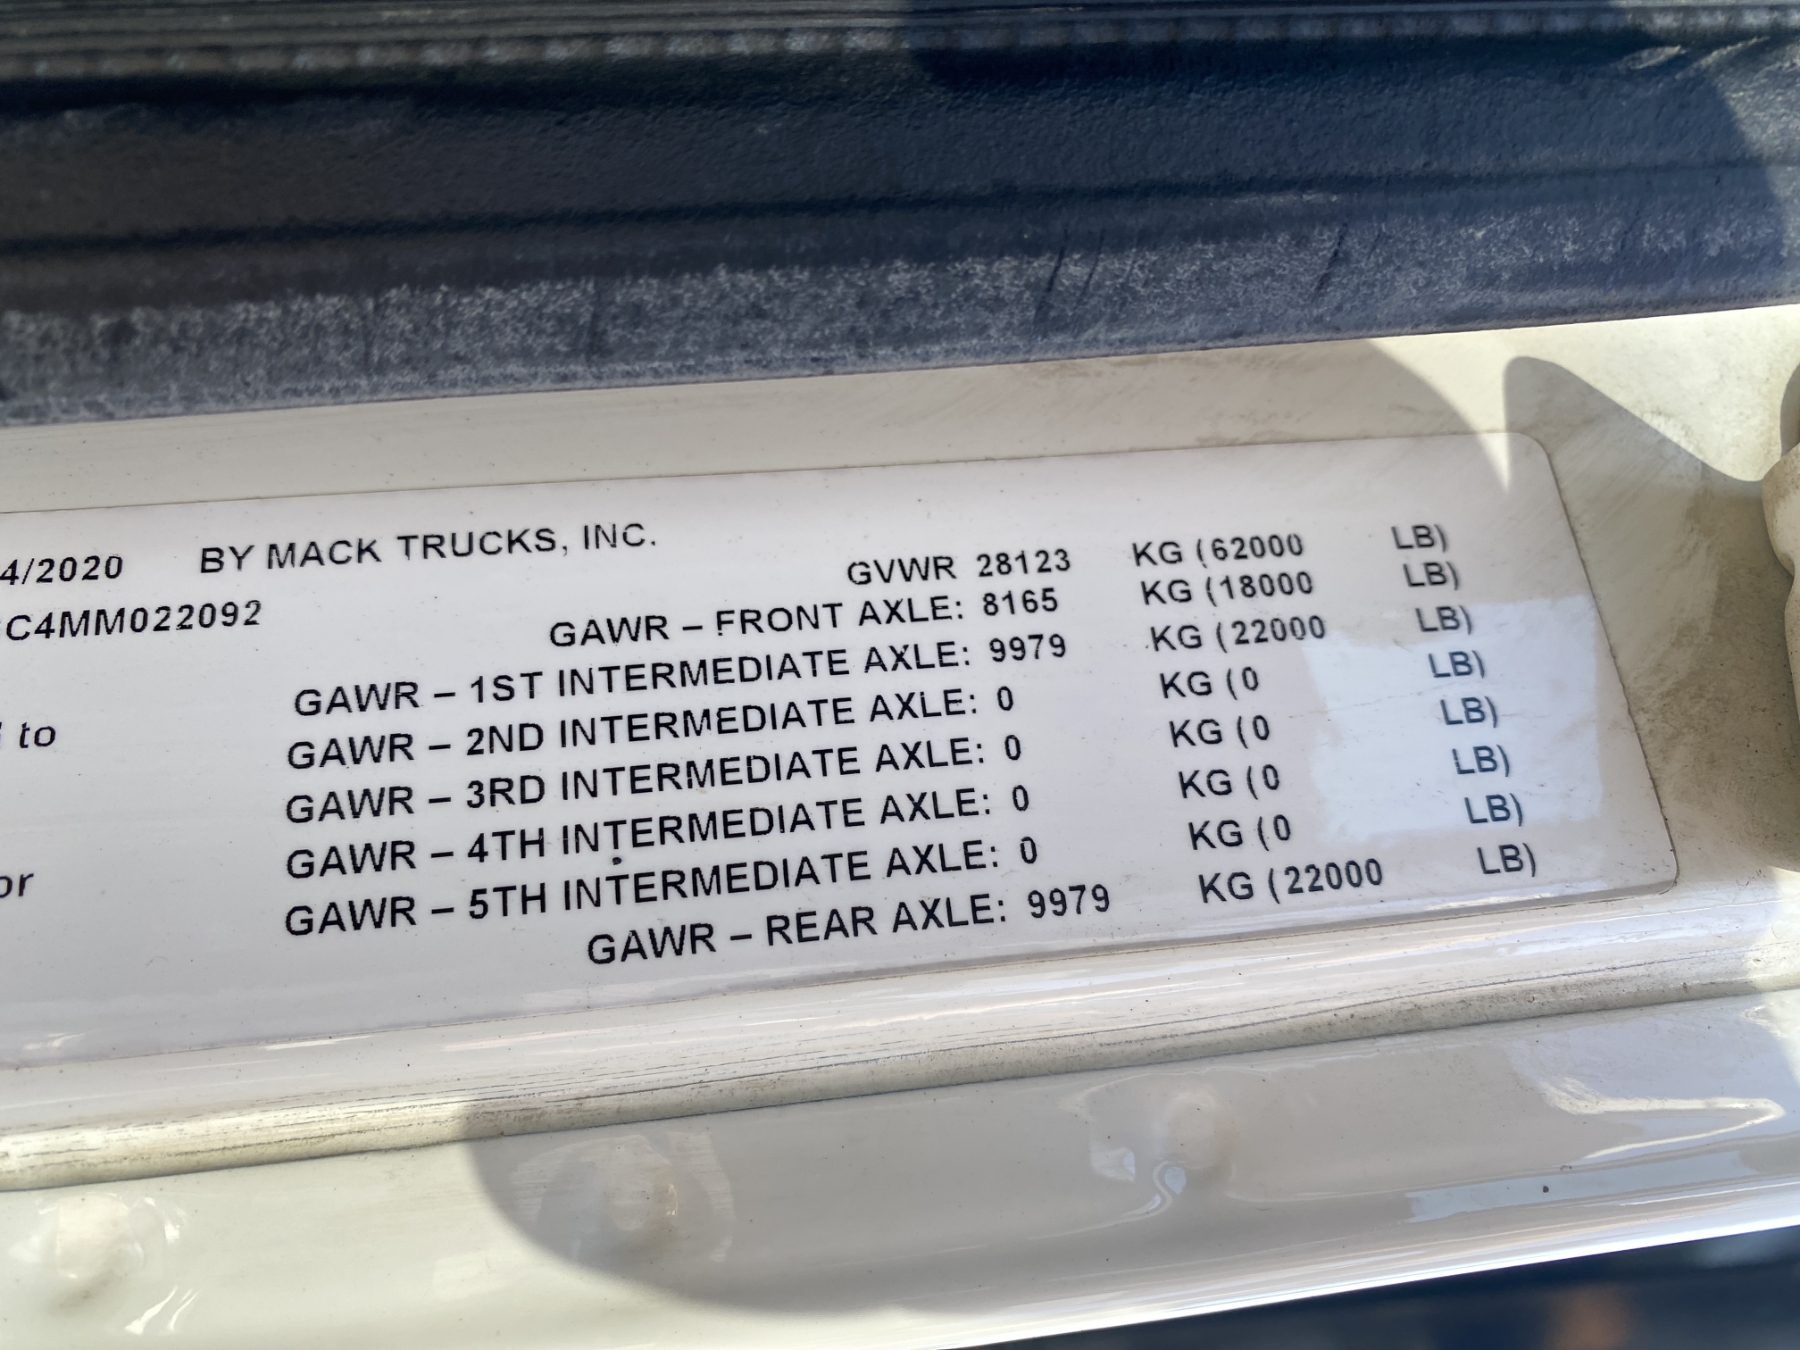 4/2020 BY MACK TRUCKS, INC.
C4MM022092
GVWR 28123 KG (62000 LB)
GAWR – FRONT AXLE: 8165 KG (18000 LB)
GAWR – 1ST INTERMEDIATE AXLE: 9979 KG (22000 LB)
GAWR – 2ND INTERMEDIATE AXLE: 0 KG (0 LB)
GAWR – 3RD INTERMEDIATE AXLE: 0 KG (0 LB)
GAWR – 4TH INTERMEDIATE AXLE: 0 KG (0 LB)
GAWR – 5TH INTERMEDIATE AXLE: 0 KG (0 LB)
GAWR – REAR AXLE: 9979 KG (22000 LB)
to
or